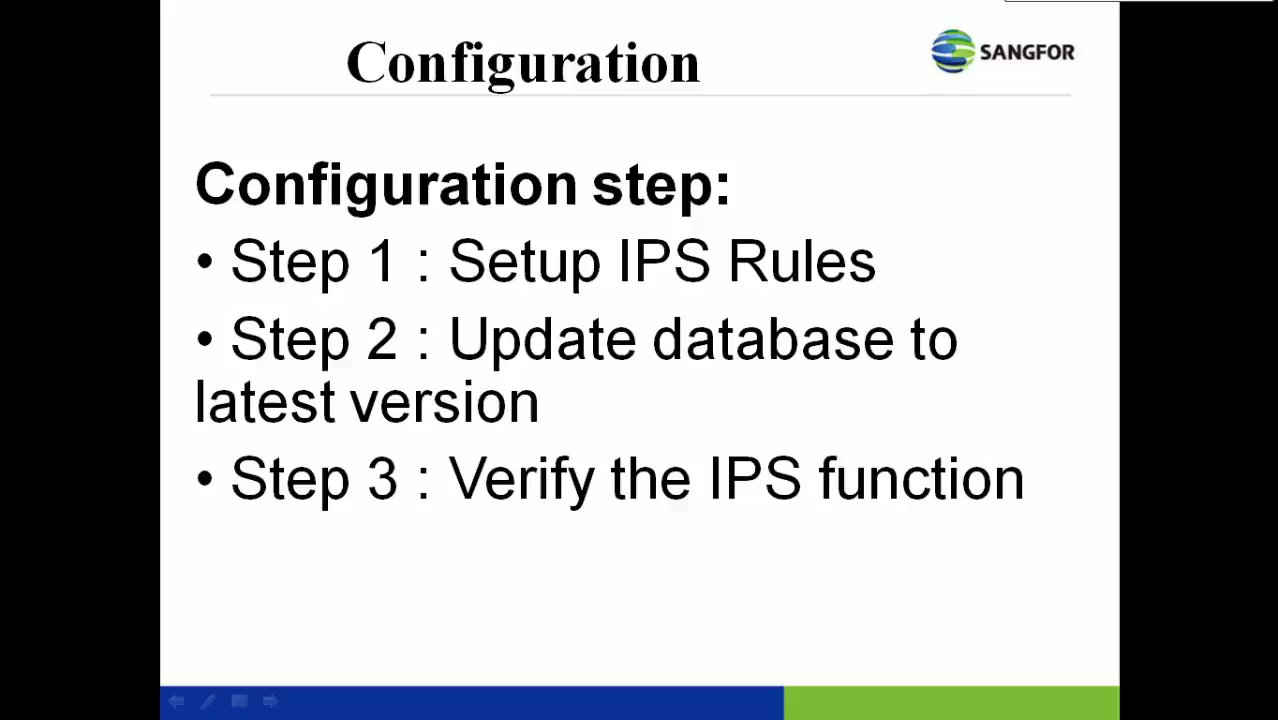 Configuration
SANGFOR
Configuration step:
• Step 1 : Setup IPS Rules
• Step 2 : Update database to
latest version
• Step 3 : Verify the IPS function